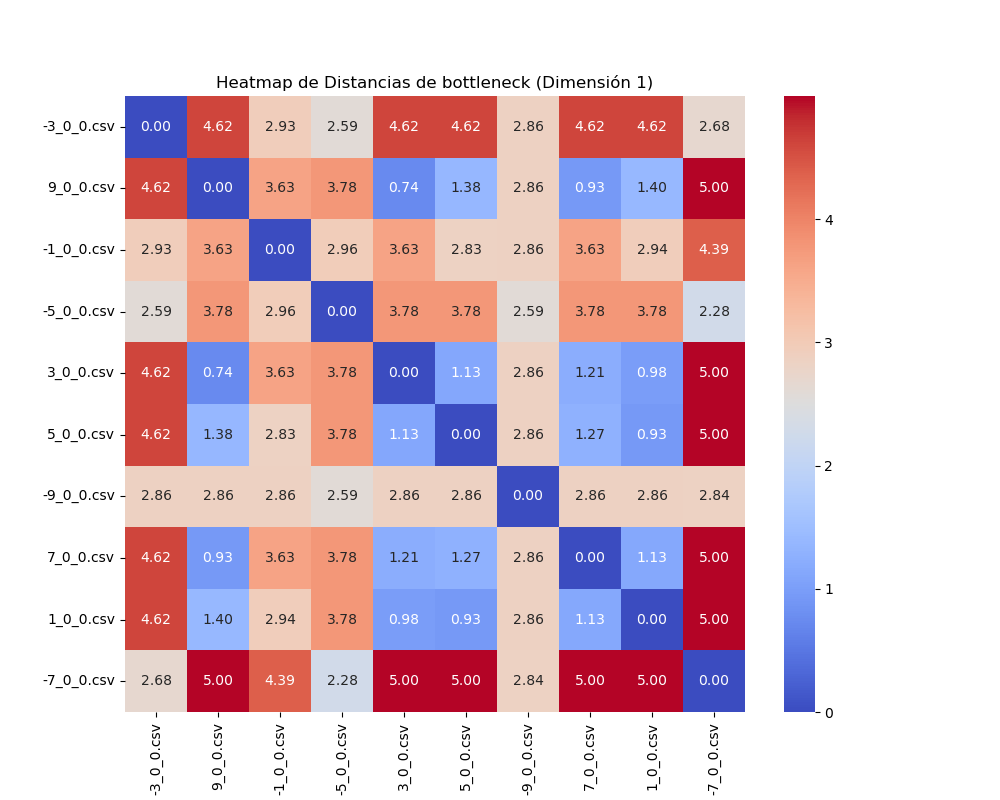 Heatmap de Distancias de bottleneck (Dimensión 1)
-3_0_0.csv 0.00 4.62 2.93 2.59 4.62 4.62 2.86 4.62 4.62 2.68
9_0_0.csv 4.62 0.00 3.63 3.78 0.74 1.38 2.86 0.93 1.40 5.00
-1_0_0.csv 2.93 3.63 0.00 2.96 3.63 2.83 2.86 3.63 2.94 4.39
-5_0_0.csv 2.59 3.78 2.96 0.00 3.78 3.78 2.59 3.78 3.78 2.28
3_0_0.csv 4.62 0.74 3.63 3.78 0.00 1.13 2.86 1.21 0.98 5.00
5_0_0.csv 4.62 1.38 2.83 3.78 1.13 0.00 2.86 1.27 0.93 5.00
-9_0_0.csv 2.86 2.86 2.86 2.59 2.86 2.86 0.00 2.86 2.86 2.84
7_0_0.csv 4.62 0.93 3.63 3.78 1.21 1.27 2.86 0.00 1.13 5.00
1_0_0.csv 4.62 1.40 2.94 3.78 0.98 0.93 2.86 1.13 0.00 5.00
-7_0_0.csv 2.68 5.00 4.39 2.28 5.00 5.00 2.84 5.00 5.00 0.00
-3_0_0.csv 9_0_0.csv -1_0_0.csv -5_0_0.csv 3_0_0.csv 5_0_0.csv -9_0_0.csv 7_0_0.csv 1_0_0.csv -7_0_0.csv
4
3
2
1
0